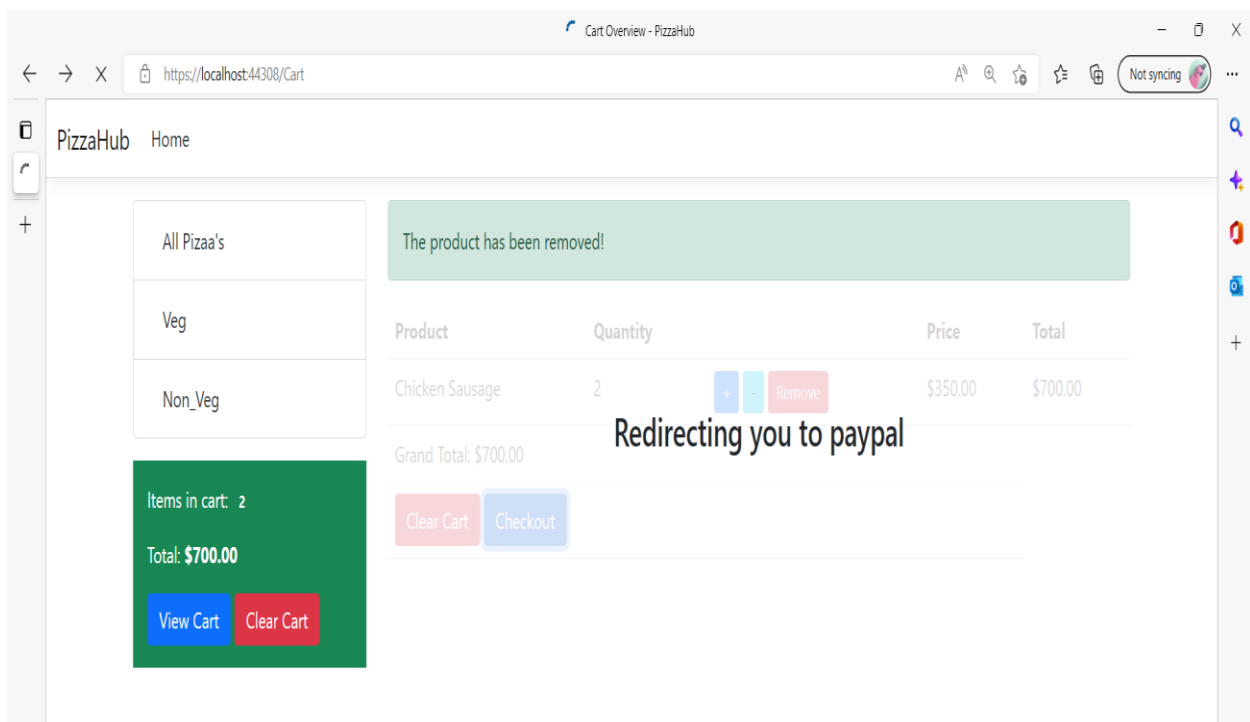 Cart Overview - PizzaHub
https://localhost:44308/Cart
Not syncing
PizzaHub Home
All Pizaa's
Veg
Non_Veg
Items in cart: 2
Total: $700.00
View Cart Clear Cart
The product has been removed!
Product Quantity Price Total
Chicken Sausage 2 + - Remove $350.00 $700.00
Redirecting you to paypal
Grand Total: $700.00
Clear Cart Checkout